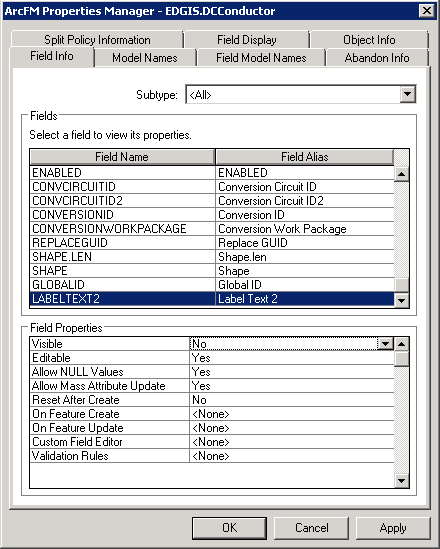 ArcFM Properties Manager - EDGIS.DCConductor
Split Policy Information Field Display Object Info
Field Info Model Names Field Model Names Abandon Info
Subtype: <All>
Fields
Select a field to view its properties.
Field Name Field Alias
ENABLED ENABLED
CONVCIRCUITID Conversion Circuit ID
CONVCIRCUITID2 Conversion Circuit ID2
CONVERSIONID Conversion ID
CONVERSIONWORKPACKAGE Conversion Work Package
REPLACEGUID Replace GUID
SHAPE.LEN Shape.len
SHAPE Shape
GLOBALID Global ID
LABELTEXT2 Label Text 2
Field Properties
Visible No
Editable Yes
Allow NULL Values Yes
Allow Mass Attribute Update Yes
Reset After Create No
On Feature Create <None>
On Feature Update <None>
Custom Field Editor <None>
Validation Rules <None>
OK Cancel Apply